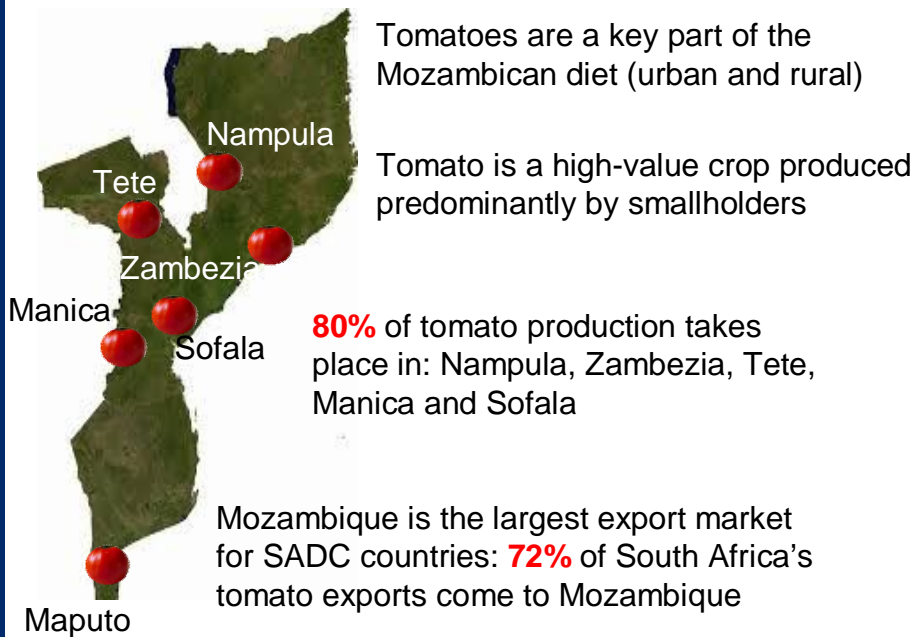 Tomatoes are a key part of the
Mozambican diet (urban and rural)
Nampula
Tomato is a high-value crop produced
predominantly by smallholders
Tete
Zambezia
Manica
Sofala
80% of tomato production takes
place in: Nampula, Zambezia, Tete,
Manica and Sofala
Mozambique is the largest export market
for SADC countries: 72% of South Africa's
tomato exports come to Mozambique
Maputo